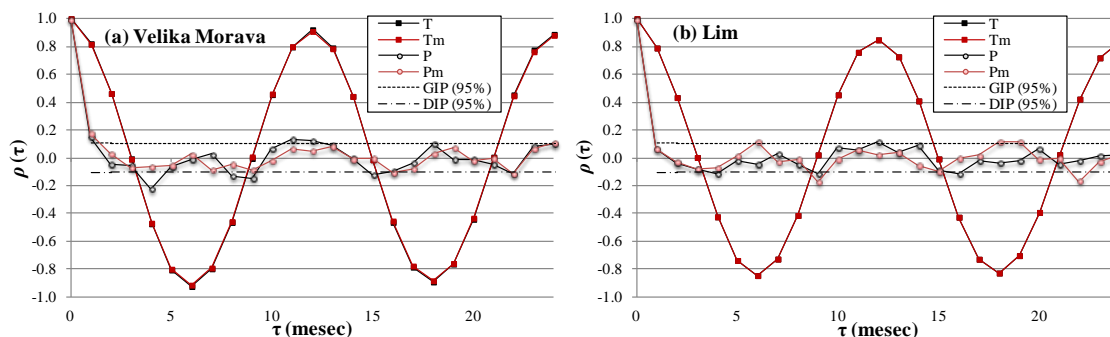 (a) Velika Morava
T
Tm
P
Pm
GIP (95%)
DIP (95%)
1.0
0.8
0.6
0.4
0.2
0.0
-0.2
-0.4
-0.6
-0.8
-1.0
ρ (τ)
0
5
10
15
20
τ (mesec)
(b) Lim
T
Tm
P
Pm
GIP (95%)
DIP (95%)
1.0
0.8
0.6
0.4
0.2
0.0
-0.2
-0.4
-0.6
-0.8
-1.0
ρ (τ)
0
5
10
15
20
τ (mesec)